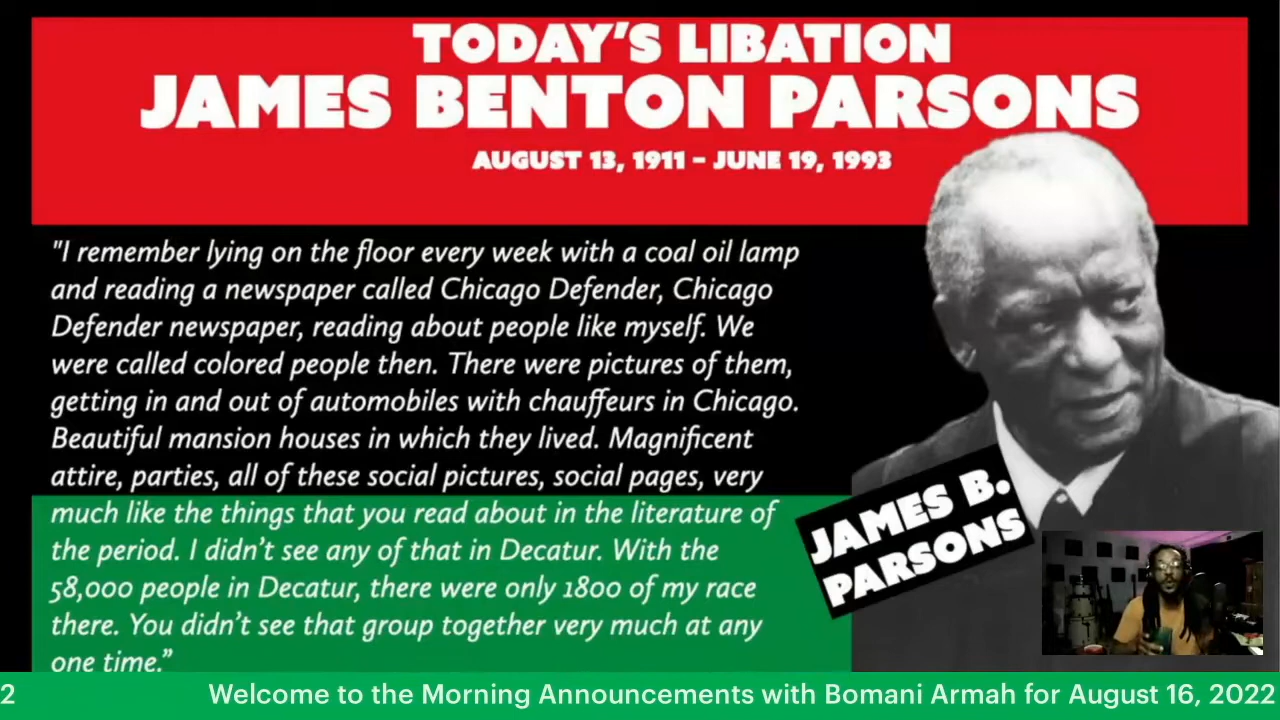 TODAY'S LIBATION
JAMES BENTON PARSONS
AUGUST 13, 1911 – JUNE 19, 1993
"I remember lying on the floor every week with a coal oil lamp
and reading a newspaper called Chicago Defender, Chicago
Defender newspaper, reading about people like myself. We
were called colored people then. There were pictures of them,
getting in and out of automobiles with chauffeurs in Chicago.
Beautiful mansion houses in which they lived. Magnificent
attire, parties, all of these social pictures, social pages, very
much like the things that you read about in the literature of
the period. I didn't see any of that in Decatur. With the
58,000 people in Decatur, there were only 1800 of my race
there. You didn't see that group together very much at any
one time.”
JAMES B.
PARSONS
2 Welcome to the Morning Announcements with Bomani Armah for August 16, 2022